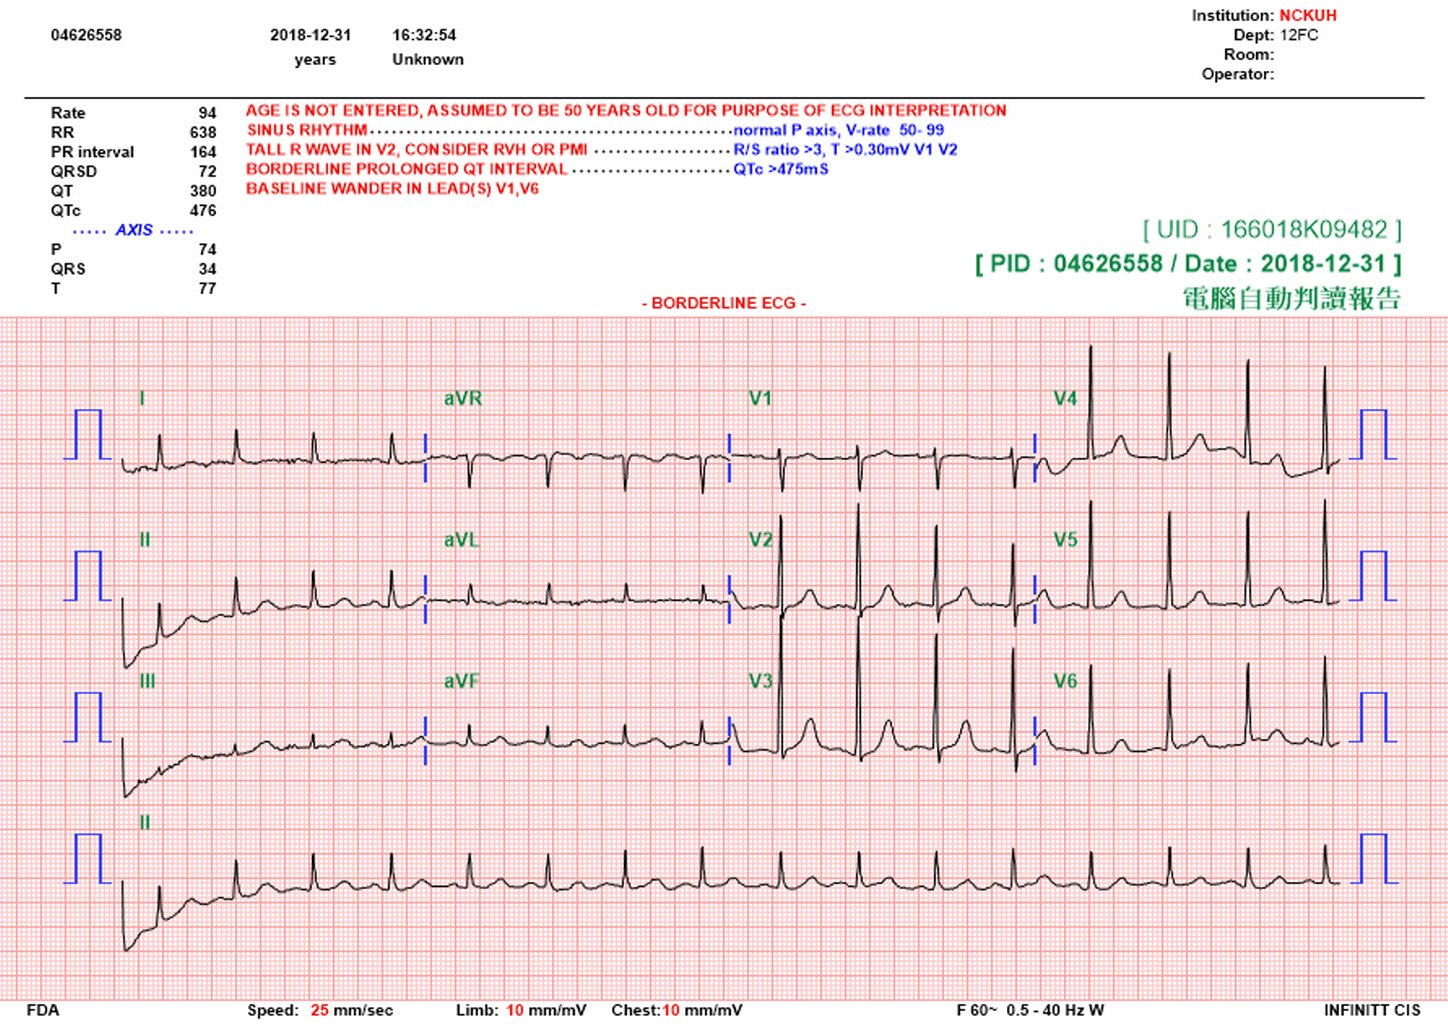 Institution: NCKUH
04626558 2018-12-31 16:32:54 Dept: 12FC
years Unknown Room:
Operator:
Rate 94 AGE IS NOT ENTERED, ASSUMED TO BE 50 YEARS OLD FOR PURPOSE OF ECG INTERPRETATION
RR 638 SINUS RHYTHM normal P axis, V-rate 50- 99
PR interval 164 TALL R WAVE IN V2, CONSIDER RVH OR PMI R/S ratio >3, T >0.30mV V1 V2
QRSD 72 BORDERLINE PROLONGED QT INTERVAL QTc >475mS
QT 380 BASELINE WANDER IN LEAD(S) V1,V6
QTc 476
AXIS
P 74
QRS 34
T 77
[ UID : 166018K09482 ]
[ PID : 04626558 / Date : 2018-12-31 ]
電腦自動判讀報告
- BORDERLINE ECG -
I aVR V1 V4
II aVL V2 V5
III aVF V3 V6
II
FDA Speed: 25 mm/sec Limb: 10 mm/mV Chest:10 mm/mV F 60~ 0.5 - 40 Hz W INFINITT CIS